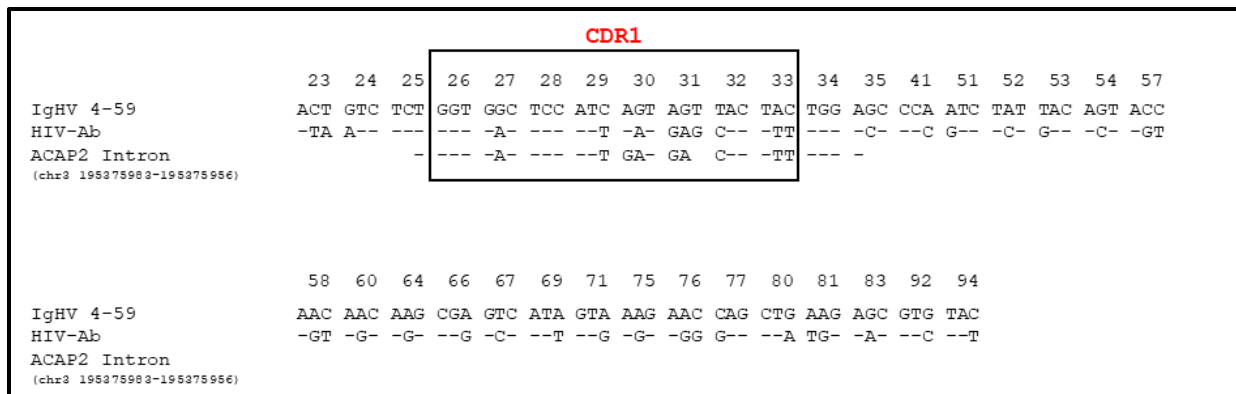 CDR1
23 24 25 26 27 28 29 30 31 32 33 34 35 41 51 52 53 54 57
IgHV 4-59 ACT GTC TCT GGT GGC TCC ATC AGT AGT TAC TAC TGG AGC CCA ATC TAT TAC AGT ACC
HIV-Ab -TA A-- --- --- -A- --- --T -A- GAG C-- -TT --- -C- --C G-- -C- G-- -C- -GT
ACAP2 Intron - --- -A- --- --T GA- GA C-- -TT --- -
(chr3 195375983-195375956)
58 60 64 66 67 69 71 75 76 77 80 81 83 92 94
IgHV 4-59 AAC AAC AAG CGA GTC ATA GTA AAG AAC CAG CTG AAG AGC GTG TAC
HIV-Ab -GT -G- -G- --G -C- --T --G -G- -GG G-- --A TG- -A- --C --T
ACAP2 Intron
(chr3 195375983-195375956)